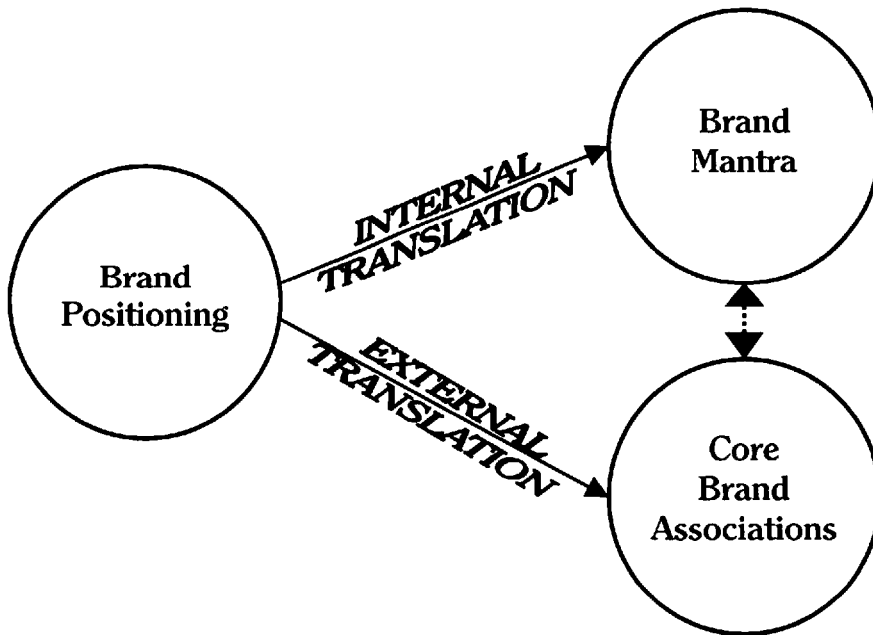 Brand
Positioning
INTERNAL
TRANSLATION
EXTERNAL
TRANSLATION
Brand
Mantra
Core
Brand
Associations